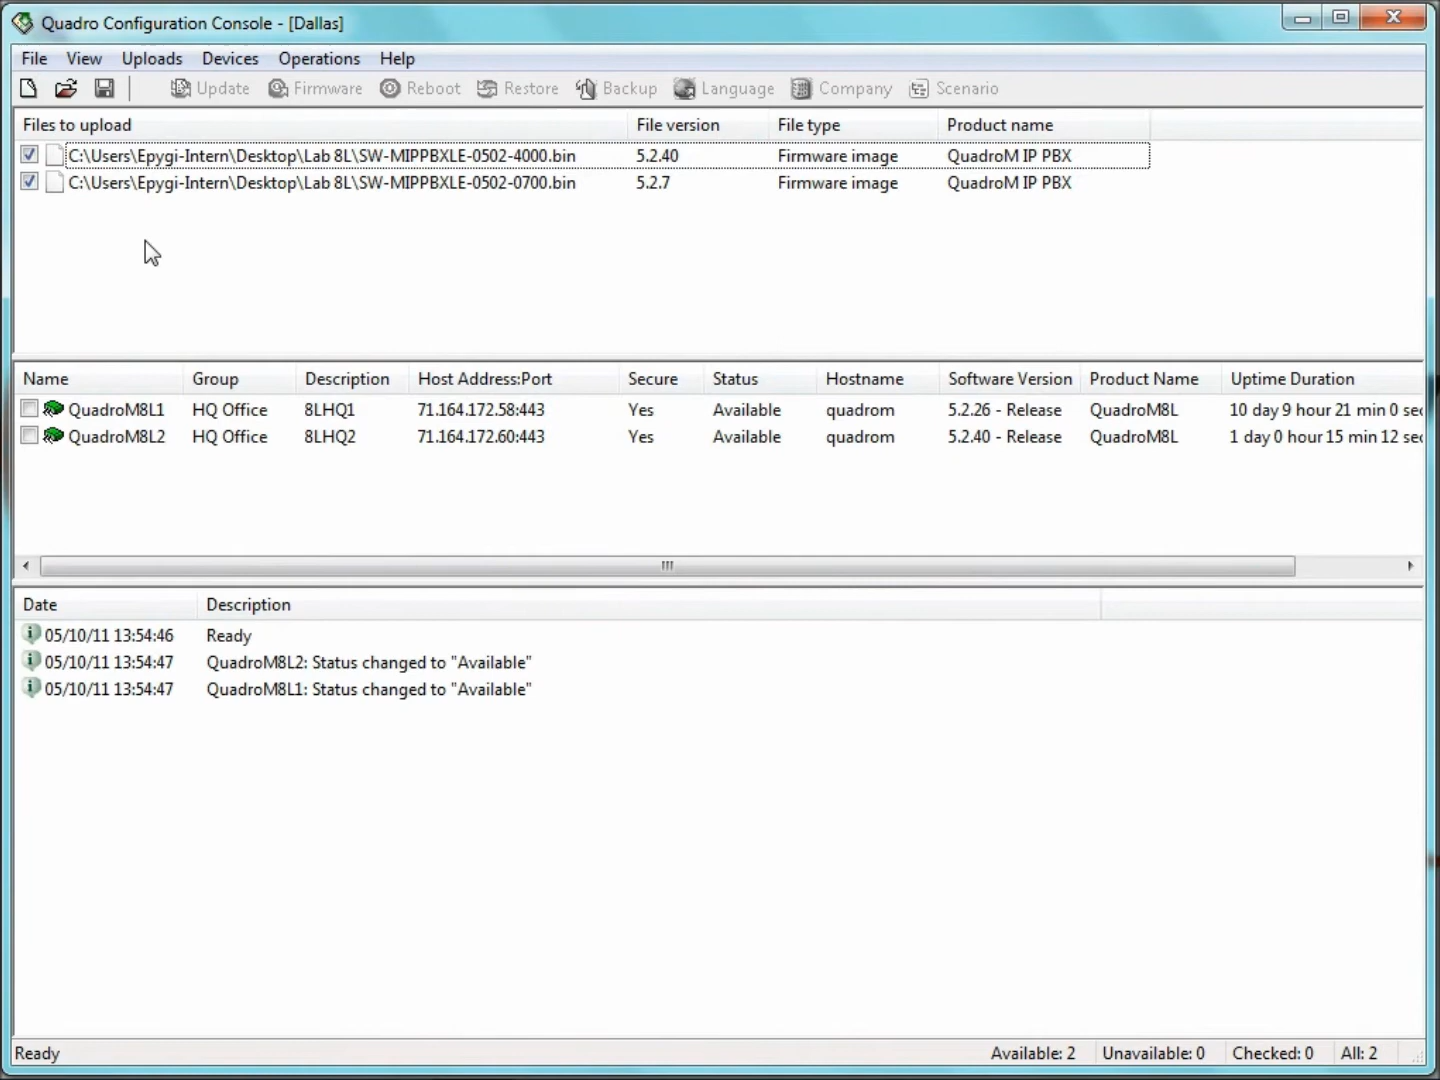 Quadro Configuration Console - [Dallas]
File View Uploads Devices Operations Help
Update Firmware Reboot Restore Backup Language Company Scenario
Files to upload File version File type Product name
C:\Users\Epygi-Intern\Desktop\Lab 8L\SW-MIPPBXLE-0502-4000.bin 5.2.40 Firmware image QuadroM IP PBX
C:\Users\Epygi-Intern\Desktop\Lab 8L\SW-MIPPBXLE-0502-0700.bin 5.2.7 Firmware image QuadroM IP PBX
Name Group Description Host Address:Port Secure Status Hostname Software Version Product Name Uptime Duration
QuadroM8L1 HQ Office 8LHQ1 71.164.172.58:443 Yes Available quadrom 5.2.26 - Release QuadroM8L 10 day 9 hour 21 min 0 sec
QuadroM8L2 HQ Office 8LHQ2 71.164.172.60:443 Yes Available quadrom 5.2.40 - Release QuadroM8L 1 day 0 hour 15 min 12 sec
Date Description
05/10/11 13:54:46 Ready
05/10/11 13:54:47 QuadroM8L2: Status changed to "Available"
05/10/11 13:54:47 QuadroM8L1: Status changed to "Available"
Ready Available: 2 Unavailable: 0 Checked: 0 All: 2